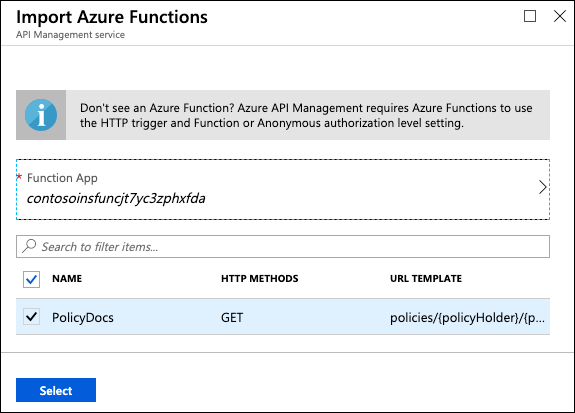 Import Azure Functions
API Management service
Don't see an Azure Function? Azure API Management requires Azure Functions to use
the HTTP trigger and Function or Anonymous authorization level setting.
* Function App
contosoinsfuncjt7yc3zphxfda
Search to filter items...
NAME HTTP METHODS URL TEMPLATE
PolicyDocs GET policies/{policyHolder}/{p...
Select